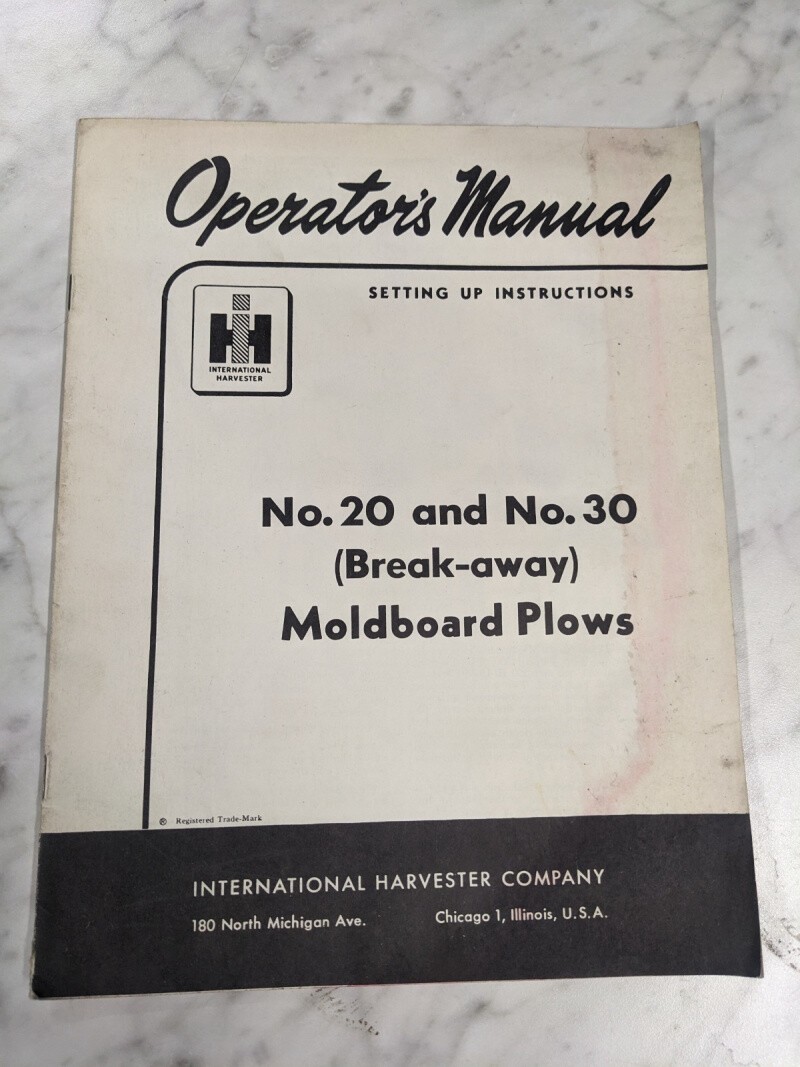 Operator's Manual
SETTING UP INSTRUCTIONS
IH
INTERNATIONAL
HARVESTER
No. 20 and No. 30
(Break-away)
Moldboard Plows
® Registered Trade-Mark
INTERNATIONAL HARVESTER COMPANY
180 North Michigan Ave. Chicago 1, Illinois, U.S.A.